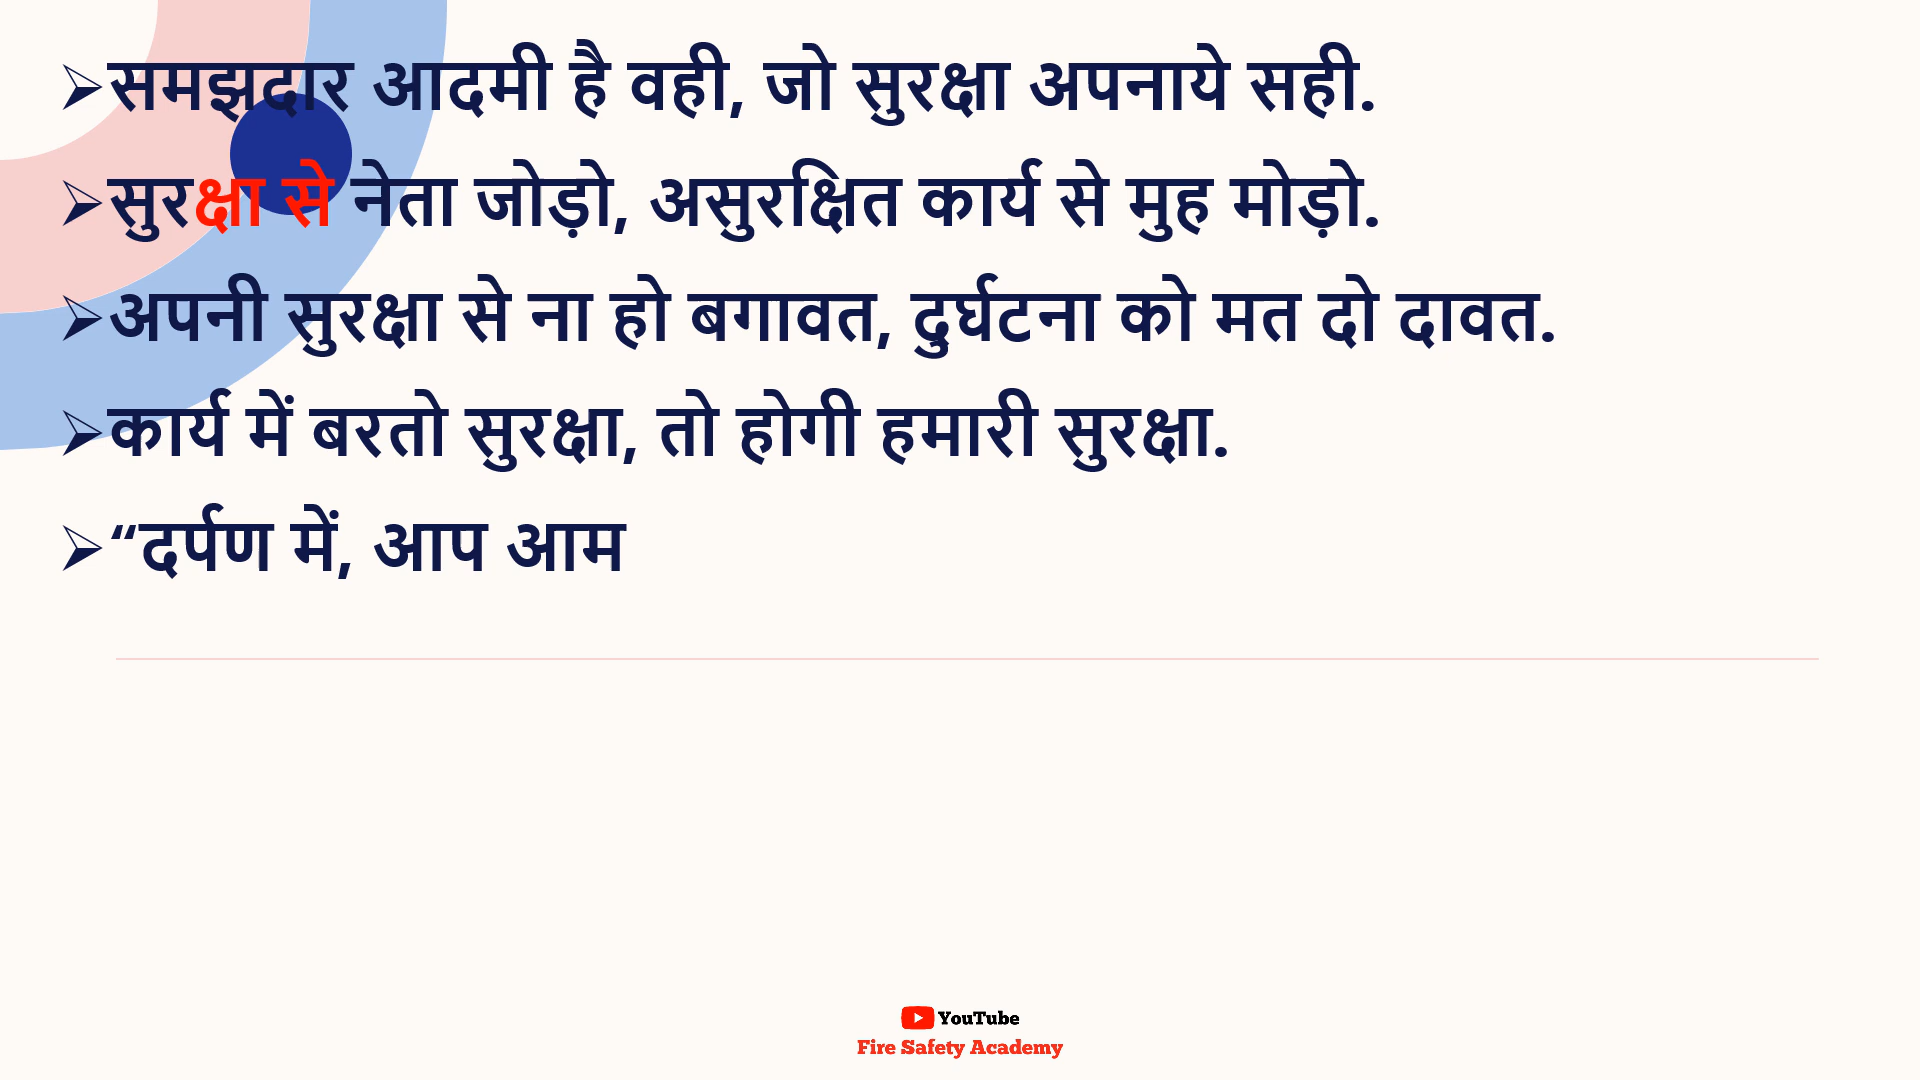 ➢समझदार आदमी है वही, जो सुरक्षा अपनाये सही.
➢सुरक्षा से नेता जोड़ो, असुरक्षित कार्य से मुह मोड़ो.
➢अपनी सुरक्षा से ना हो बगावत, दुर्घटना को मत दो दावत.
➢कार्य में बरतो सुरक्षा, तो होगी हमारी सुरक्षा.
➢“दर्पण में, आप आम
YouTube
Fire Safety Academy